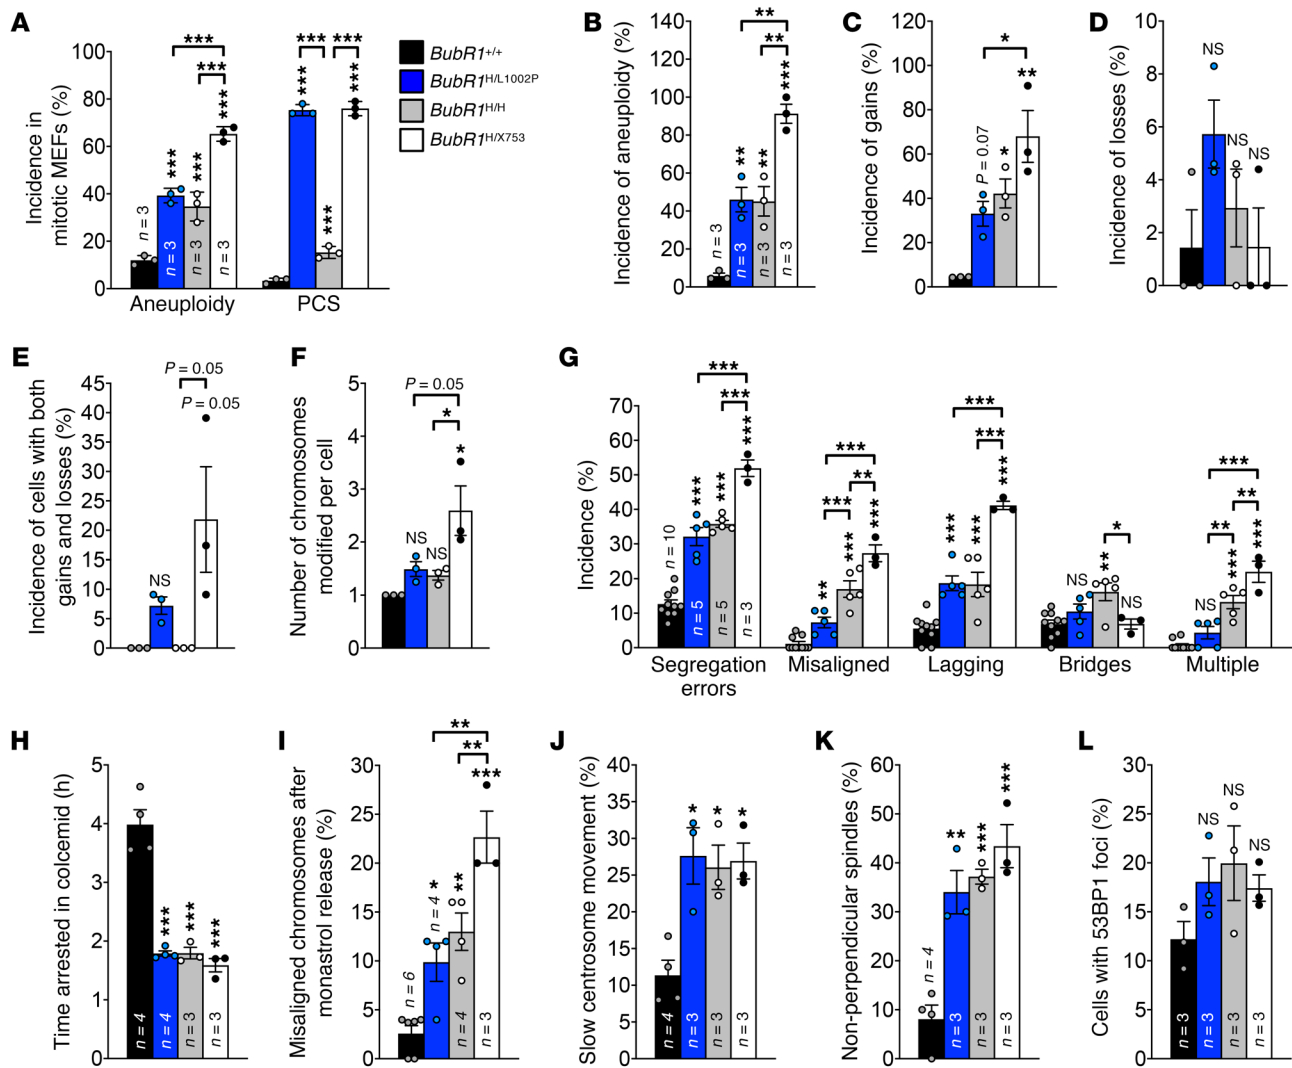 A
Incidence in
mitotic MEFs (%)
100
80
60
40
20
0
***
***
***
***
***
***
***
***
***
***
n = 3
n = 3
n = 3
n = 3
Aneuploidy
PCS
BubR1+/+
BubR1H/L1002P
BubR1H/H
BubR1H/X753
B
Incidence of aneuploidy (%)
140
120
100
80
60
40
20
0
**
**
***
**
**
n = 3
n = 3
n = 3
n = 3
C
Incidence of gains (%)
120
100
80
60
40
20
0
*
**
P = 0.07
*
D
Incidence of losses (%)
10
8
6
4
2
0
NS
NS
NS
E
Incidence of cells with both
gains and losses (%)
45
40
35
30
25
20
15
10
5
0
P = 0.05
P = 0.05
NS
F
Number of chromosomes
modified per cell
5
4
3
2
1
0
P = 0.05
*
*
NS
NS
G
Incidence (%)
70
60
50
40
30
20
10
0
***
***
***
***
***
n = 10
n = 5
n = 5
n = 3
Segregation
errors
***
**
***
***
***
**
Misaligned
***
***
***
***
***
Lagging
*
**
NS
NS
Bridges
***
**
**
***
***
NS
Multiple
H
Time arrested in colcemid (h)
5
4
3
2
1
0
***
***
***
n = 4
n = 4
n = 3
n = 3
I
Misaligned chromosomes after
monastrol release (%)
30
25
20
15
10
5
0
**
**
***
**
*
n = 6
n = 4
n = 4
n = 3
J
Slow centrosome movement (%)
40
35
30
25
20
15
10
5
0
*
*
*
n = 4
n = 3
n = 3
n = 3
K
Non-perpendicular spindles (%)
60
50
40
30
20
10
0
**
***
***
n = 4
n = 3
n = 3
n = 3
L
Cells with 53BP1 foci (%)
30
25
20
15
10
5
0
NS
NS
NS
n = 3
n = 3
n = 3
n = 3